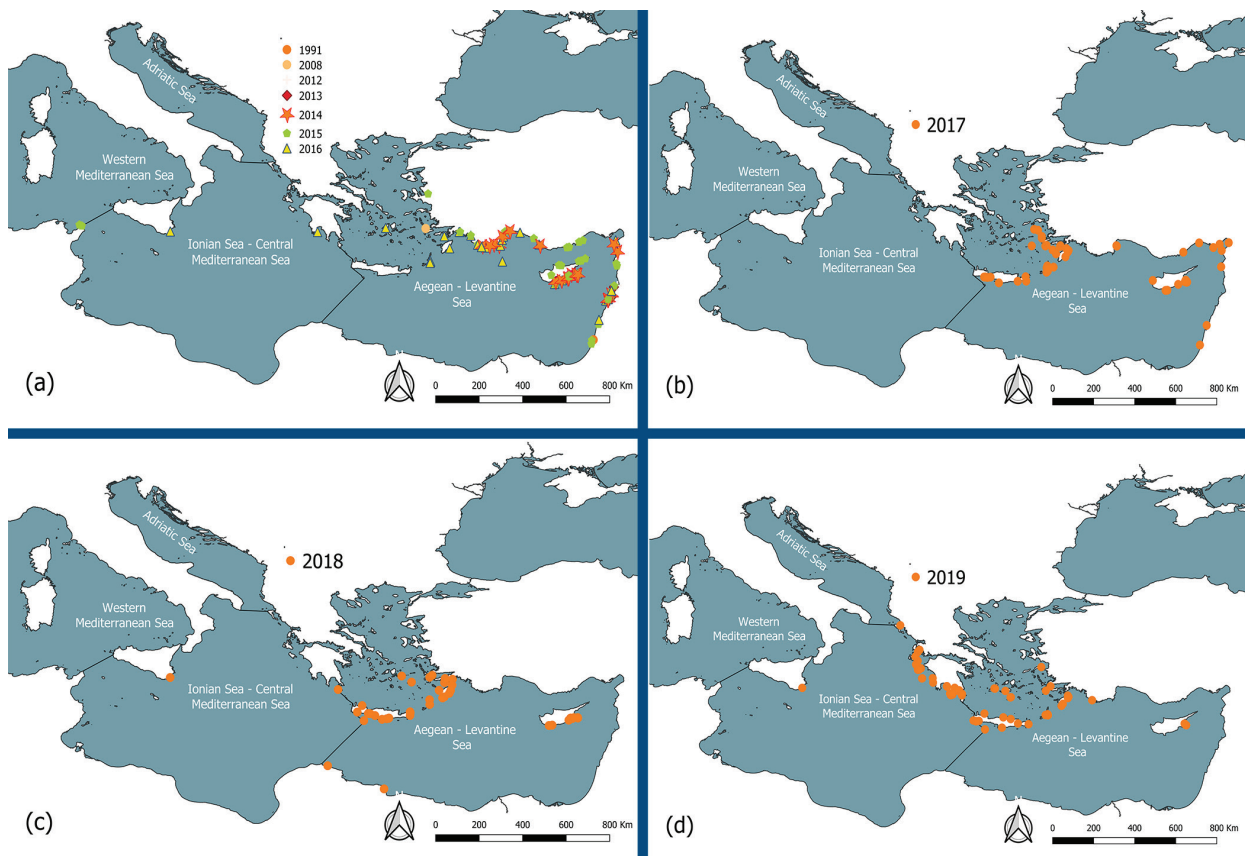 1991
2008
2012
2013
2014
2015
2016
Adriatic Sea
Western
Mediterranean Sea
Ionian Sea - Central
Mediterranean Sea
Aegean - Levantine
Sea
N
0 200 400 600 800 Km
(a)
2017
Adriatic Sea
Western
Mediterranean Sea
Ionian Sea - Central
Mediterranean Sea
Aegean - Levantine
Sea
N
0 200 400 600 800 Km
(b)
2018
Adriatic Sea
Western
Mediterranean Sea
Ionian Sea - Central
Mediterranean Sea
Aegean - Levantine
Sea
N
0 200 400 600 800 Km
(c)
2019
Adriatic Sea
Western
Mediterranean Sea
Ionian Sea - Central
Mediterranean Sea
Aegean - Levantine
Sea
N
0 200 400 600 800 Km
(d)